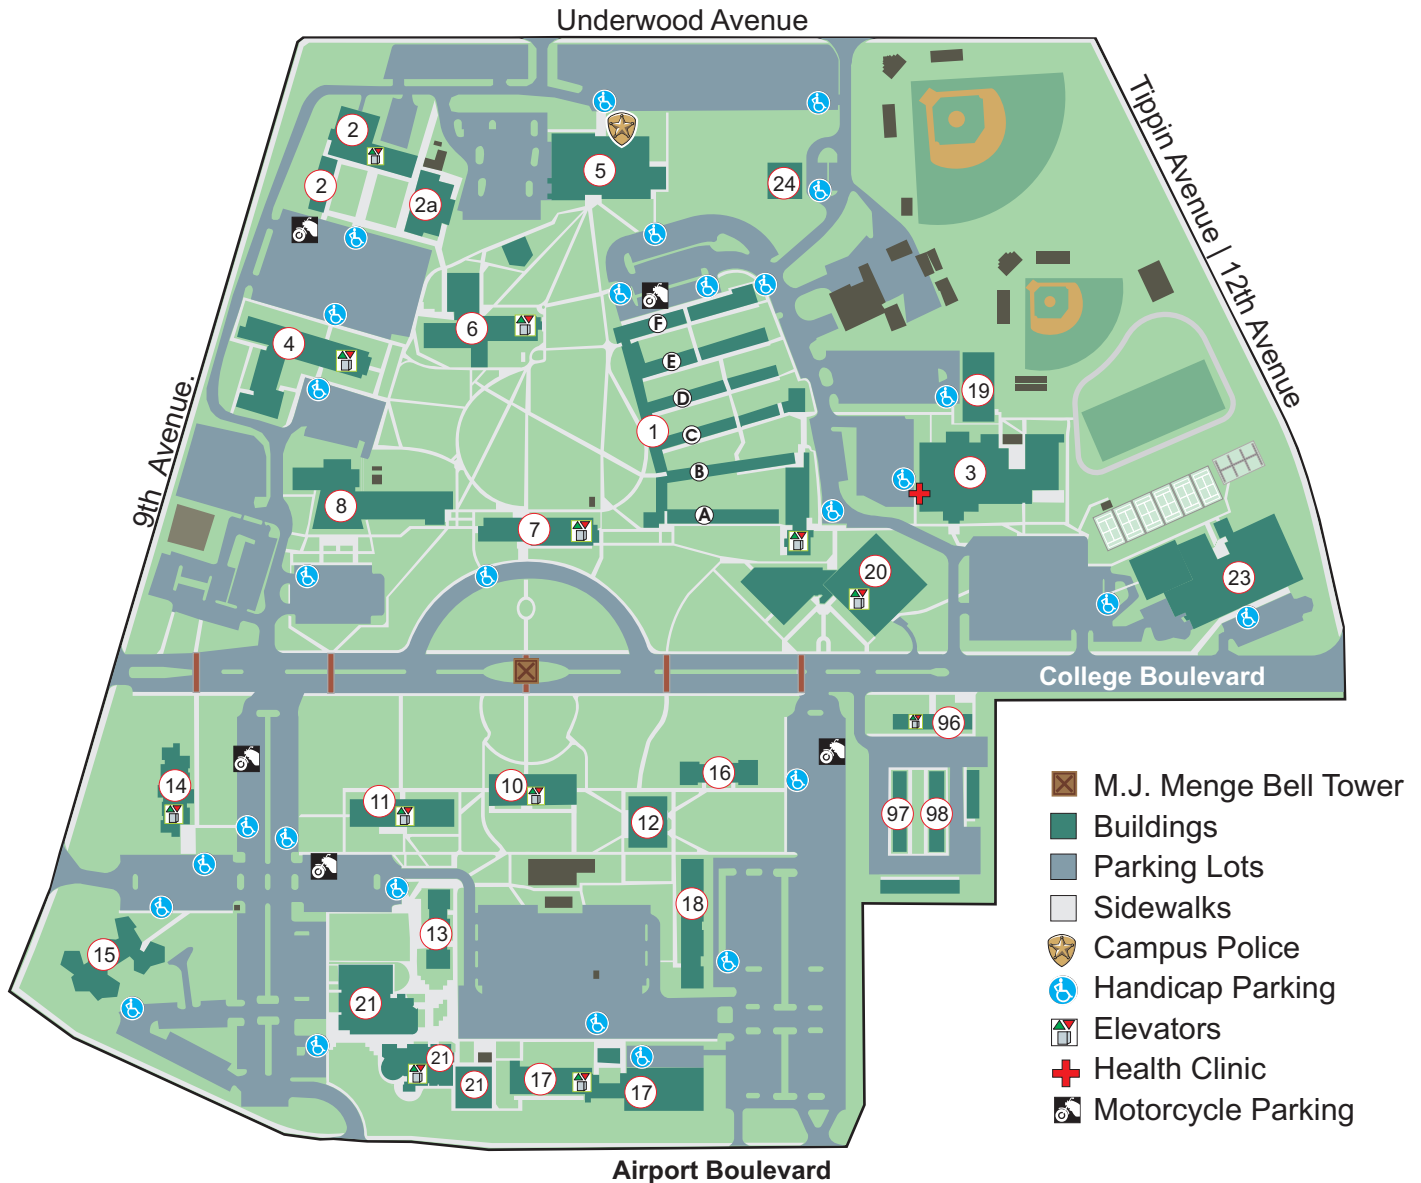 Underwood Avenue
Tippin Avenue | 12th Avenue
9th Avenue.
2
2
2a
5
24
6
4
F
E
D
1
C
B
A
19
3
8
7
20
23
College Boulevard
96
14
11
10
16
12
97
98
18
13
15
21
21
21
17
17
M.J. Menge Bell Tower
Buildings
Parking Lots
Sidewalks
Campus Police
Handicap Parking
Elevators
Health Clinic
Motorcycle Parking
Airport Boulevard